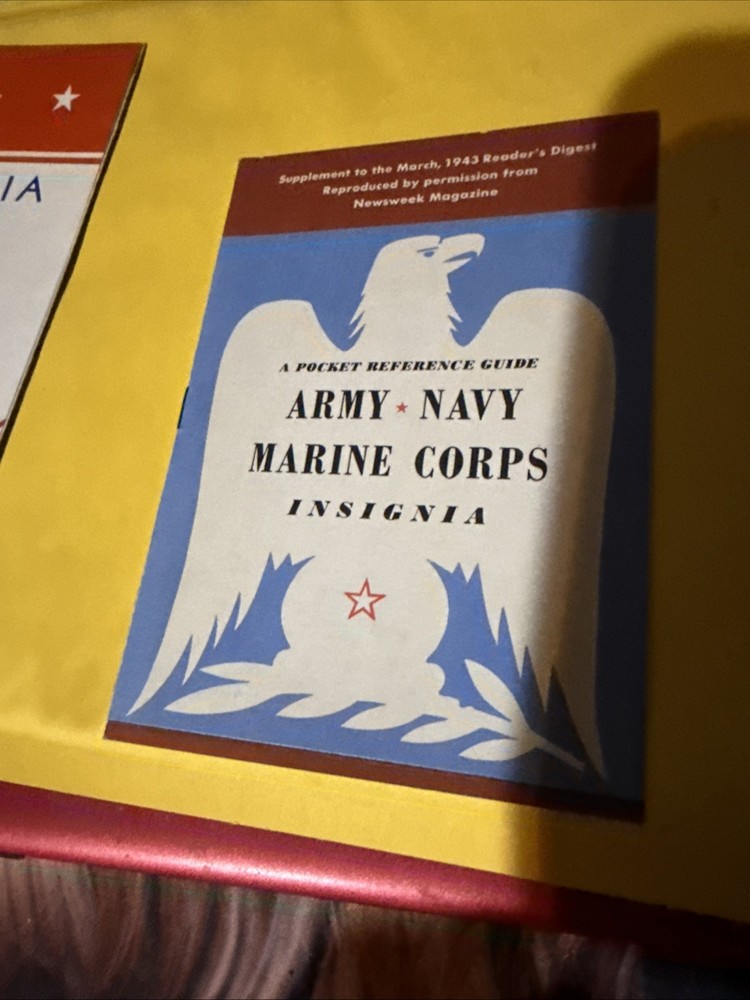 IA
Supplement to the March, 1943 Reader's Digest
Reproduced by permission from
Newsweek Magazine
A POCKET REFERENCE GUIDE
ARMY ★ NAVY
MARINE CORPS
INSIGNIA